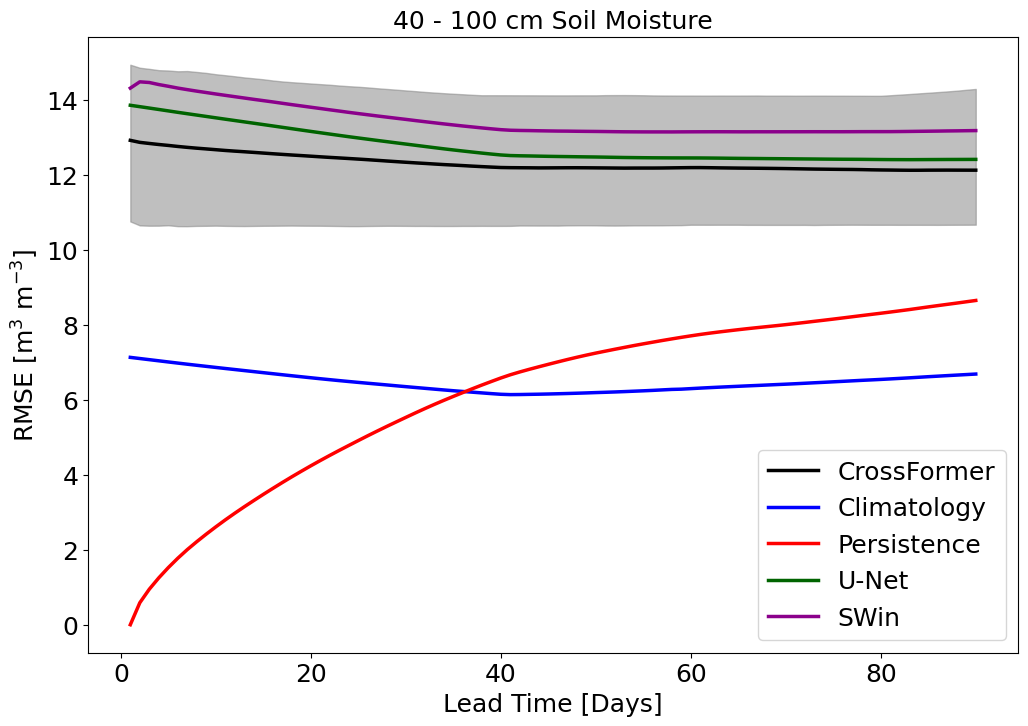 40 - 100 cm Soil Moisture
RMSE [m³ m⁻³]
14
12
10
8
6
4
2
0
0 20 40 60 80
Lead Time [Days]
CrossFormer
Climatology
Persistence
U-Net
SWin